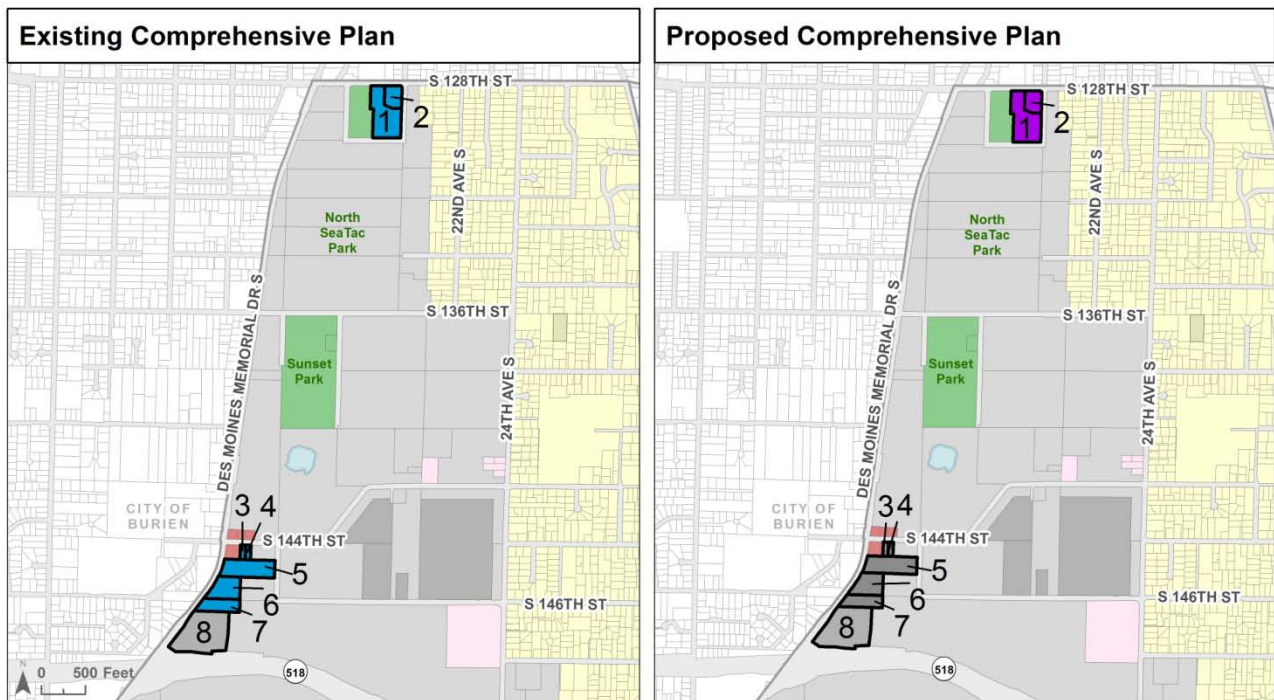 Existing Comprehensive Plan
S 128TH ST
2
1
22ND AVE S
North
SeaTac
Park
DES MOINES MEMORIAL DR S
S 136TH ST
Sunset
Park
24TH AVE S
CITY OF
BURIEN
3 4
S 144TH ST
5
6
S 146TH ST
7
8
N
0 500 Feet
518
Proposed Comprehensive Plan
S 128TH ST
2
1
22ND AVE S
North
SeaTac
Park
DES MOINES MEMORIAL DR S
S 136TH ST
Sunset
Park
24TH AVE S
CITY OF
BURIEN
3 4
S 144TH ST
5
6
S 146TH ST
7
8
518